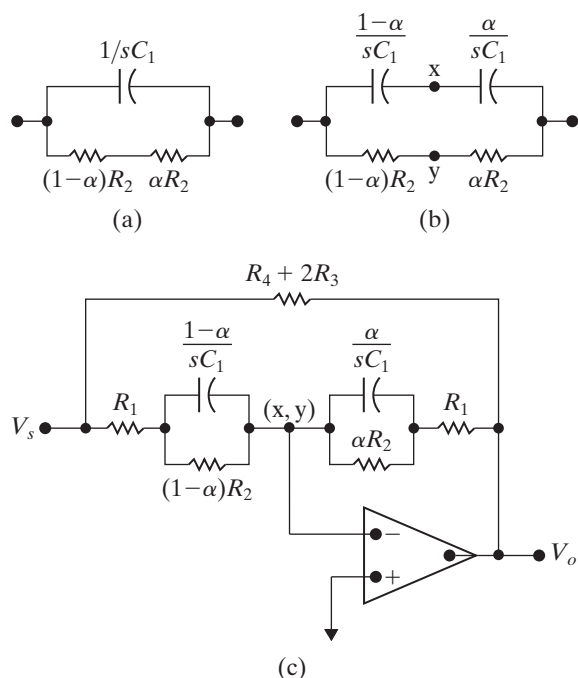 1/sC₁
(1−α)R₂ αR₂
(a)
1−α
sC₁
x
α
sC₁
(1−α)R₂
y
αR₂
(b)
R₄ + 2R₃
1−α
sC₁
α
sC₁
Vₛ
R₁
(x, y)
R₁
(1−α)R₂
αR₂
−
+
Vₒ
(c)